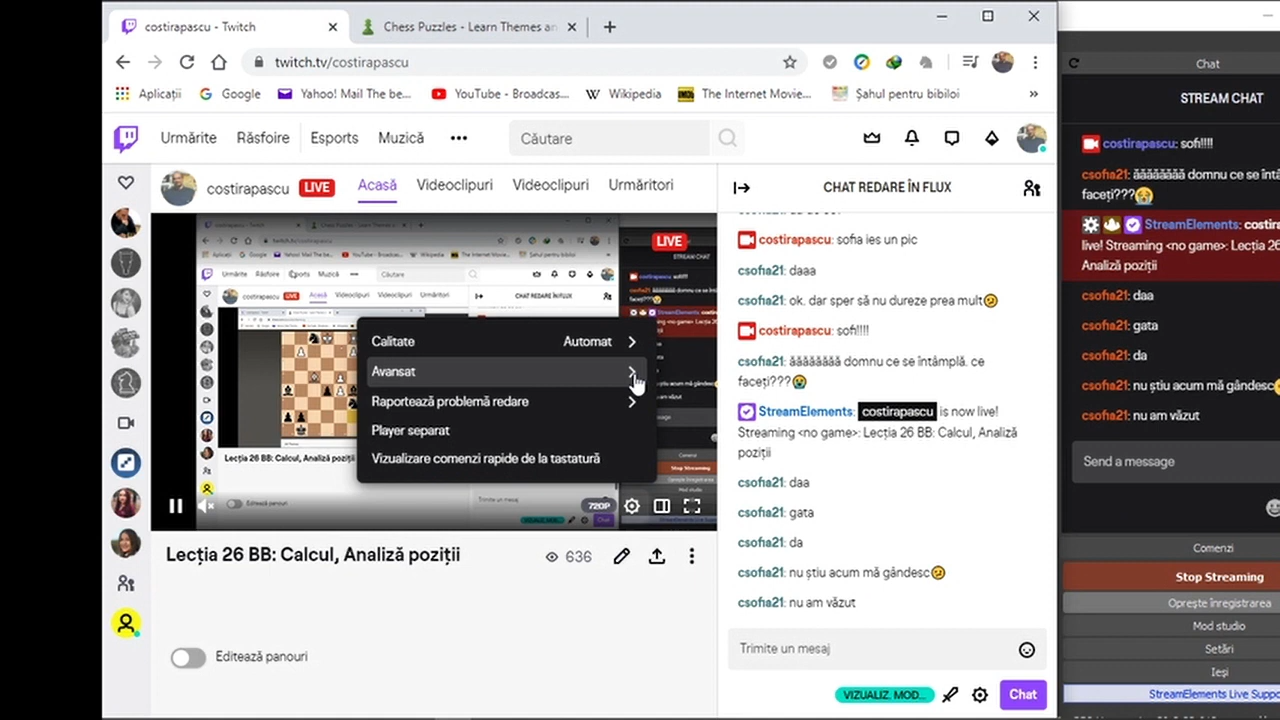 costirapascu - Twitch
Chess Puzzles - Learn Themes an
twitch.tv/costirapascu
Aplicații
Google
Yahoo! Mail The be...
YouTube - Broadcas...
Wikipedia
The Internet Movie...
Șahul pentru bibiloi
Urmărite
Răsfoire
Esports
Muzică
Căutare
costirapascu LIVE
Acasă
Videoclipuri
Videoclipuri
Urmăritori
LIVE
Calitate
Automat
Avansat
Raportează problemă redare
Player separat
Vizualizare comenzi rapide de la tastatură
720P
Lecția 26 BB: Calcul, Analiză poziții
636
Editează panouri
CHAT REDARE ÎN FLUX
costirapascu: sofia ies un pic
csofia21: daaa
csofia21: ok. dar sper să nu dureze prea mult
costirapascu: sofi!!!!
csofia21: ăăăăăăăă domnu ce se întâmplă. ce
faceți???
StreamElements: costirapascu is now live!
Streaming <no game>: Lecția 26 BB: Calcul, Analiză
poziții
csofia21: daa
csofia21: gata
csofia21: da
csofia21: nu știu acum mă gândesc
csofia21: nu am văzut
Trimite un mesaj
VIZUALIZ. MOD...
Chat
Chat
STREAM CHAT
costirapascu: sofi!!!!
csofia21: ăăăăăăăă domnu ce se întâ
faceți???
StreamElements: costira
live! Streaming <no game>: Lecția 26
Analiză poziții
csofia21: daa
csofia21: gata
csofia21: da
csofia21: nu știu acum mă gândesc
csofia21: nu am văzut
Send a message
Comenzi
Stop Streaming
Oprește înregistrarea
Mod studio
Setări
Ieși
StreamElements Live Suppo